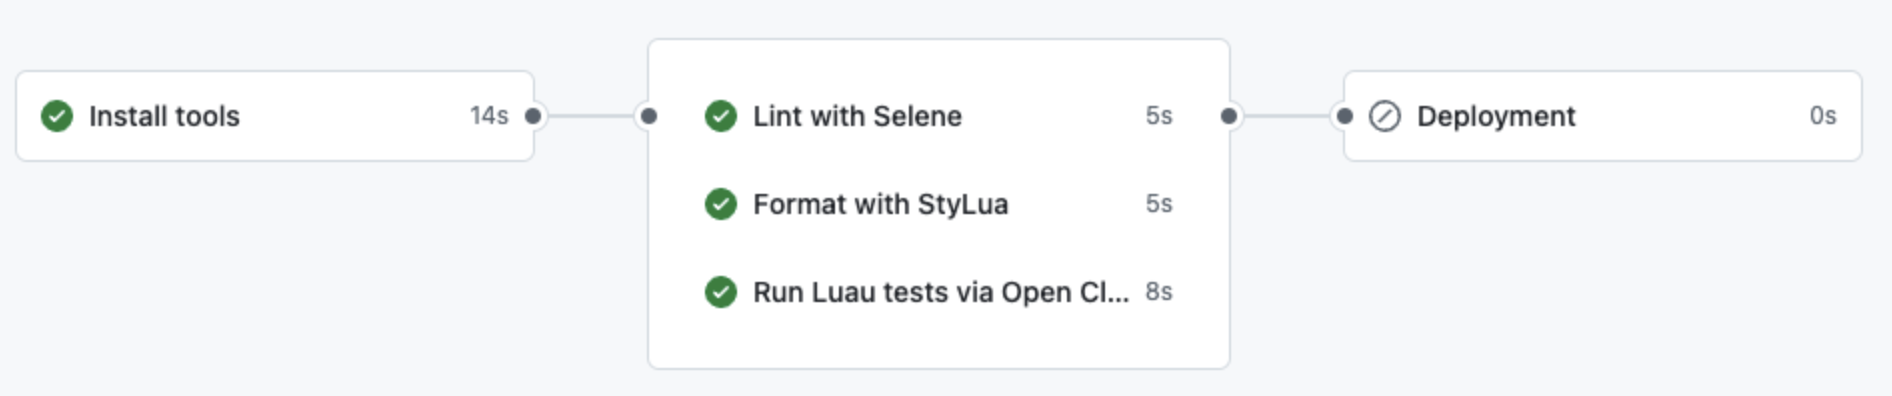 Install tools 14s
Lint with Selene 5s
Format with StyLua 5s
Run Luau tests via Open Cl... 8s
Deployment 0s